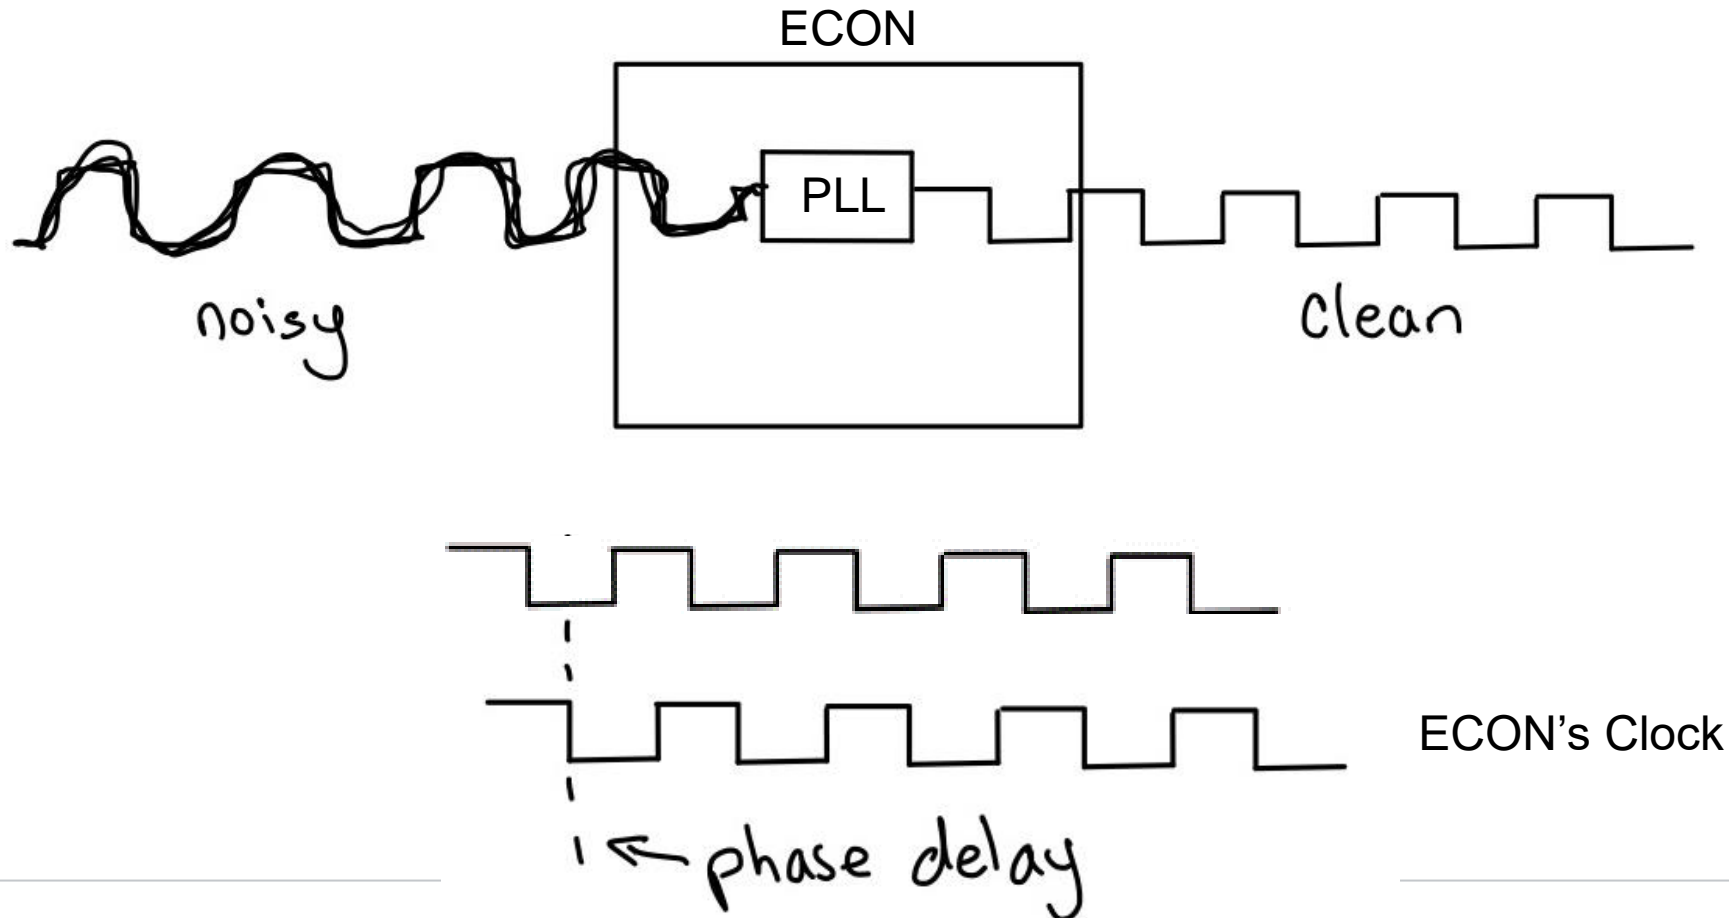 ECON
PLL
noisy
clean
ECON's Clock
phase delay